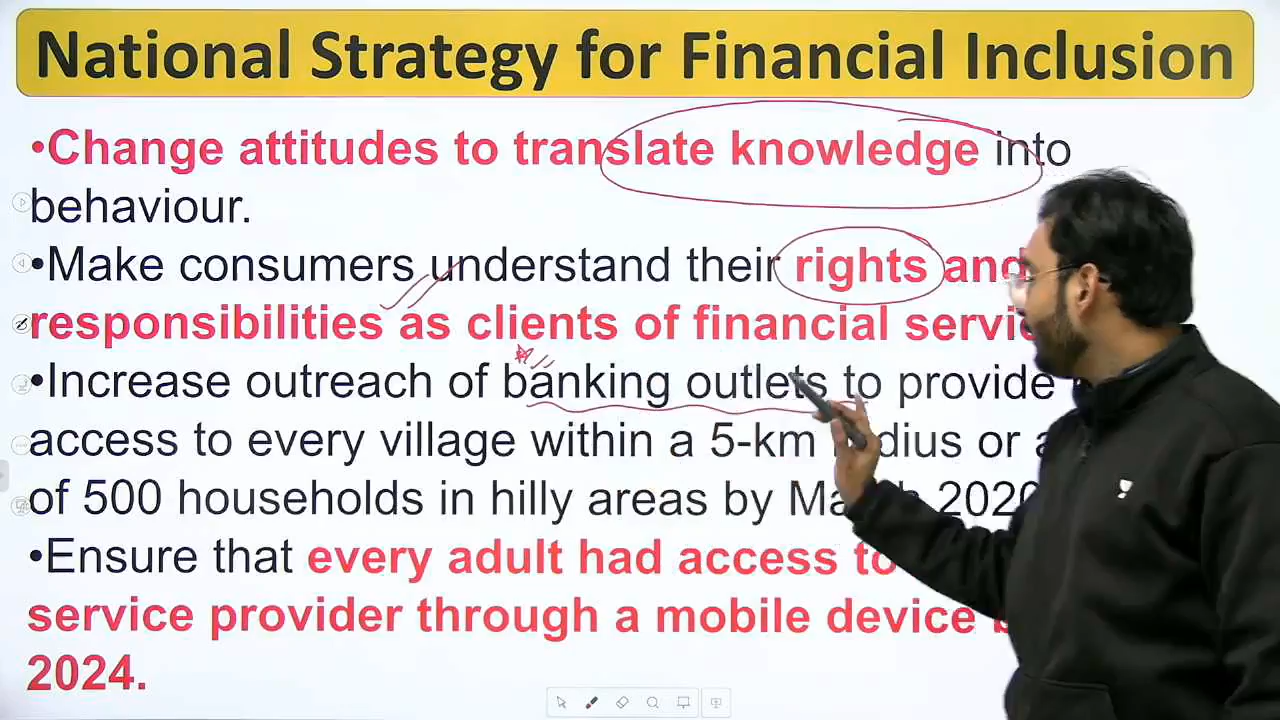 National Strategy for Financial Inclusion
•Change attitudes to translate knowledge into
behaviour.
•Make consumers understand their rights and
responsibilities as clients of financial
•Increase outreach of banking outlets to provide
access to every village within a 5-km or
of 500 households in hilly areas by 2020
•Ensure that every adult had access to
service provider through a mobile device
2024.